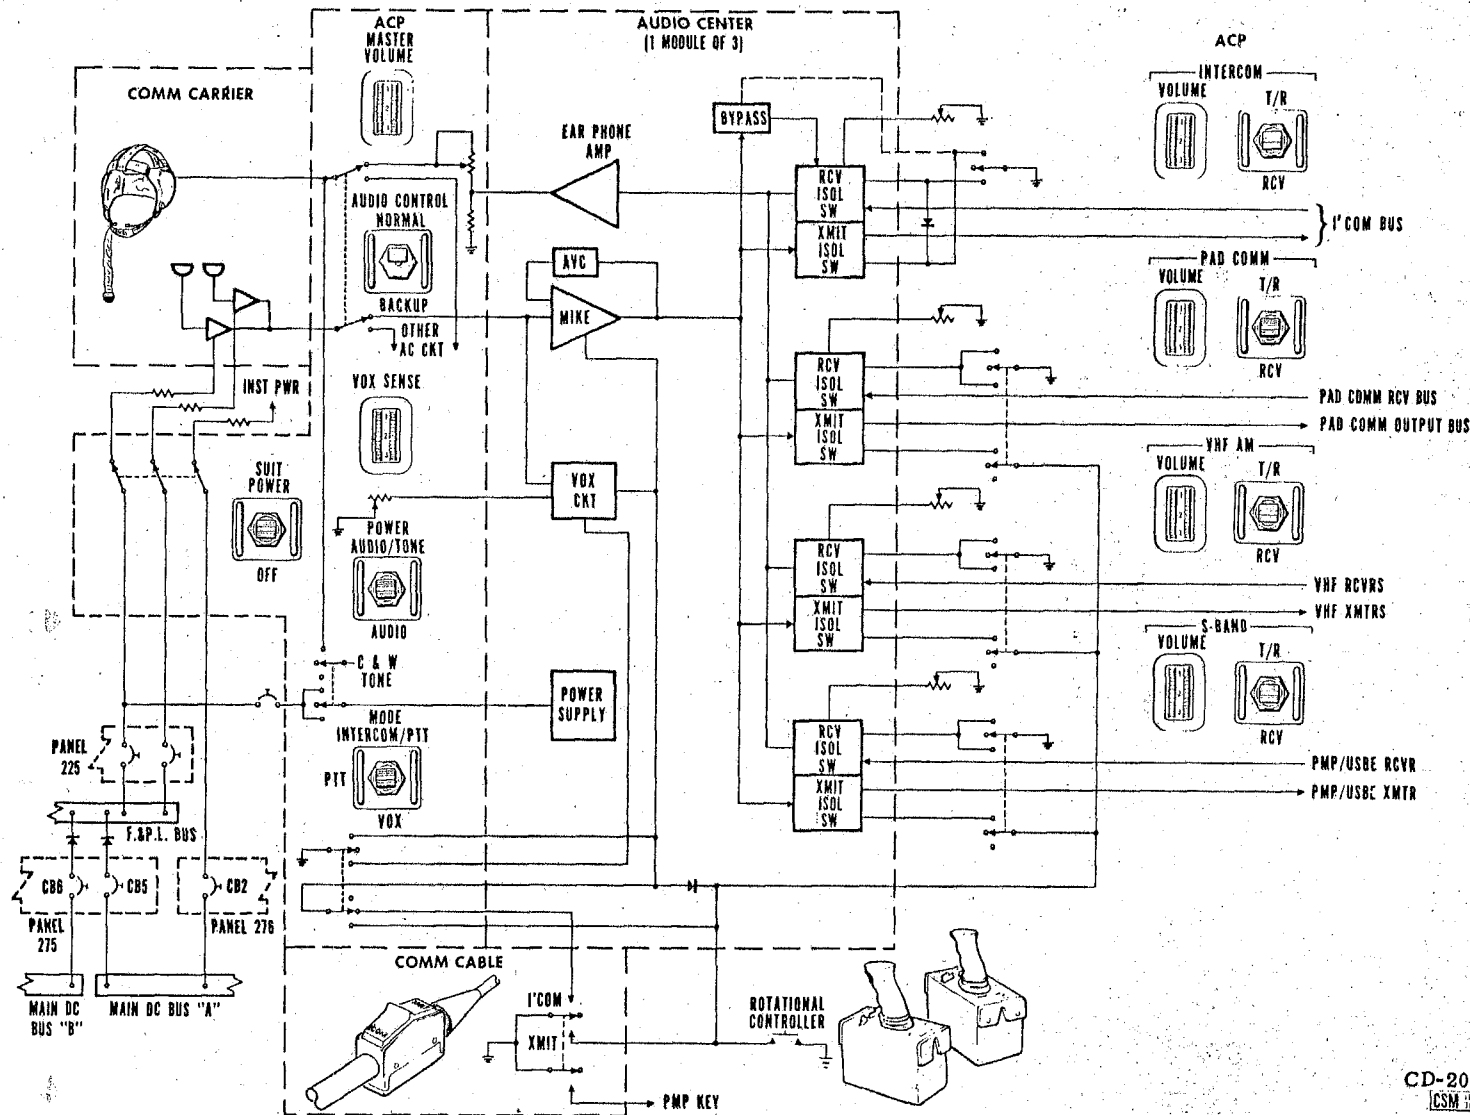 ACP
MASTER
VOLUME
AUDIO CENTER
(1 MODULE OF 3)
ACP
COMM CARRIER
EAR PHONE
AMP
BYPASS
INTERCOM
VOLUME
T/R
RCV
RCV
ISOL
SW
XMIT
ISOL
SW
I'COM BUS
AUDIO CONTROL
NORMAL
BACKUP
OTHER
AC CKT
AVC
MIKE
PAD COMM
VOLUME
T/R
RCV
RCV
ISOL
SW
XMIT
ISOL
SW
PAD COMM RCV BUS
PAD COMM OUTPUT BUS
INST PWR
VOX SENSE
SUIT
POWER
OFF
VOX
CKT
VHF AM
VOLUME
T/R
RCV
RCV
ISOL
SW
XMIT
ISOL
SW
VHF RCVRS
VHF XMTRS
POWER
AUDIO/TONE
AUDIO
C & W
TONE
POWER
SUPPLY
S-BAND
VOLUME
T/R
RCV
RCV
ISOL
SW
XMIT
ISOL
SW
PMP/USBE RCVR
PMP/USBE XMTR
MODE
INTERCOM/PTT
PTT
VOX
PANEL
225
F.&P.L. BUS
CB6
CB5
CB2
PANEL
275
PANEL 276
MAIN DC
BUS "B"
MAIN DC BUS "A"
COMM CABLE
I'COM
XMIT
PMP KEY
ROTATIONAL
CONTROLLER
CD-20
CSM